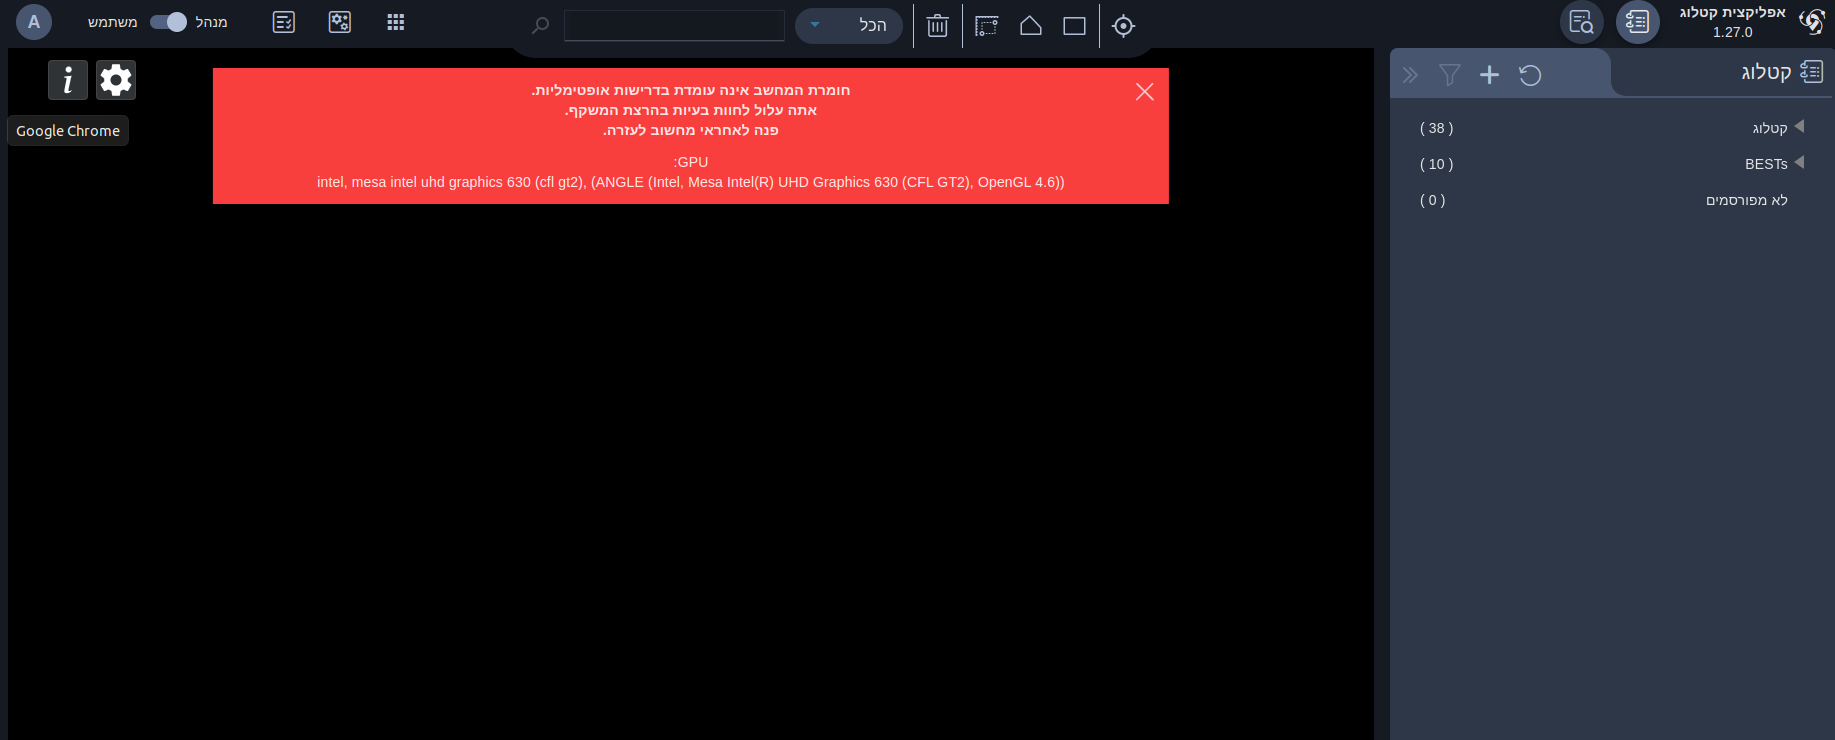 A
משתמש
מנהל
הכל
אפליקצית קטלוג
1.27.0
i
Google Chrome
חומרת המחשב אינה עומדת בדרישות אופטימליות.
אתה עלול לחוות בעיות בהרצת המשקף.
פנה לאחראי מחשוב לעזרה.
:GPU
intel, mesa intel uhd graphics 630 (cfl gt2), (ANGLE (Intel, Mesa Intel(R) UHD Graphics 630 (CFL GT2), OpenGL 4.6))
קטלוג
קטלוג ( 38 )
BESTs ( 10 )
לא מפורסמים ( 0 )